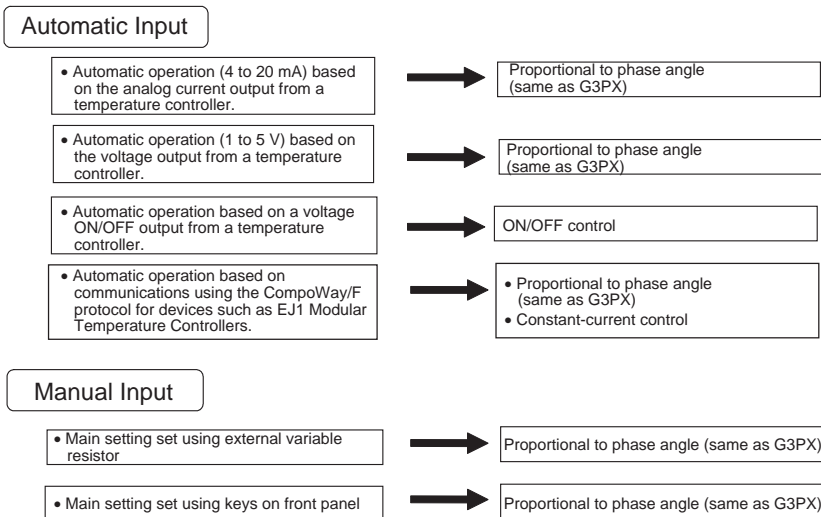 Automatic Input
• Automatic operation (4 to 20 mA) based
on the analog current output from a
temperature controller.
Proportional to phase angle
(same as G3PX)
• Automatic operation (1 to 5 V) based on
the voltage output from a temperature
controller.
Proportional to phase angle
(same as G3PX)
• Automatic operation based on a voltage
ON/OFF output from a temperature
controller.
ON/OFF control
• Automatic operation based on
communications using the CompoWay/F
protocol for devices such as EJ1 Modular
Temperature Controllers.
• Proportional to phase angle
(same as G3PX)
• Constant-current control
Manual Input
• Main setting set using external variable
resistor
Proportional to phase angle (same as G3PX)
• Main setting set using keys on front panel
Proportional to phase angle (same as G3PX)